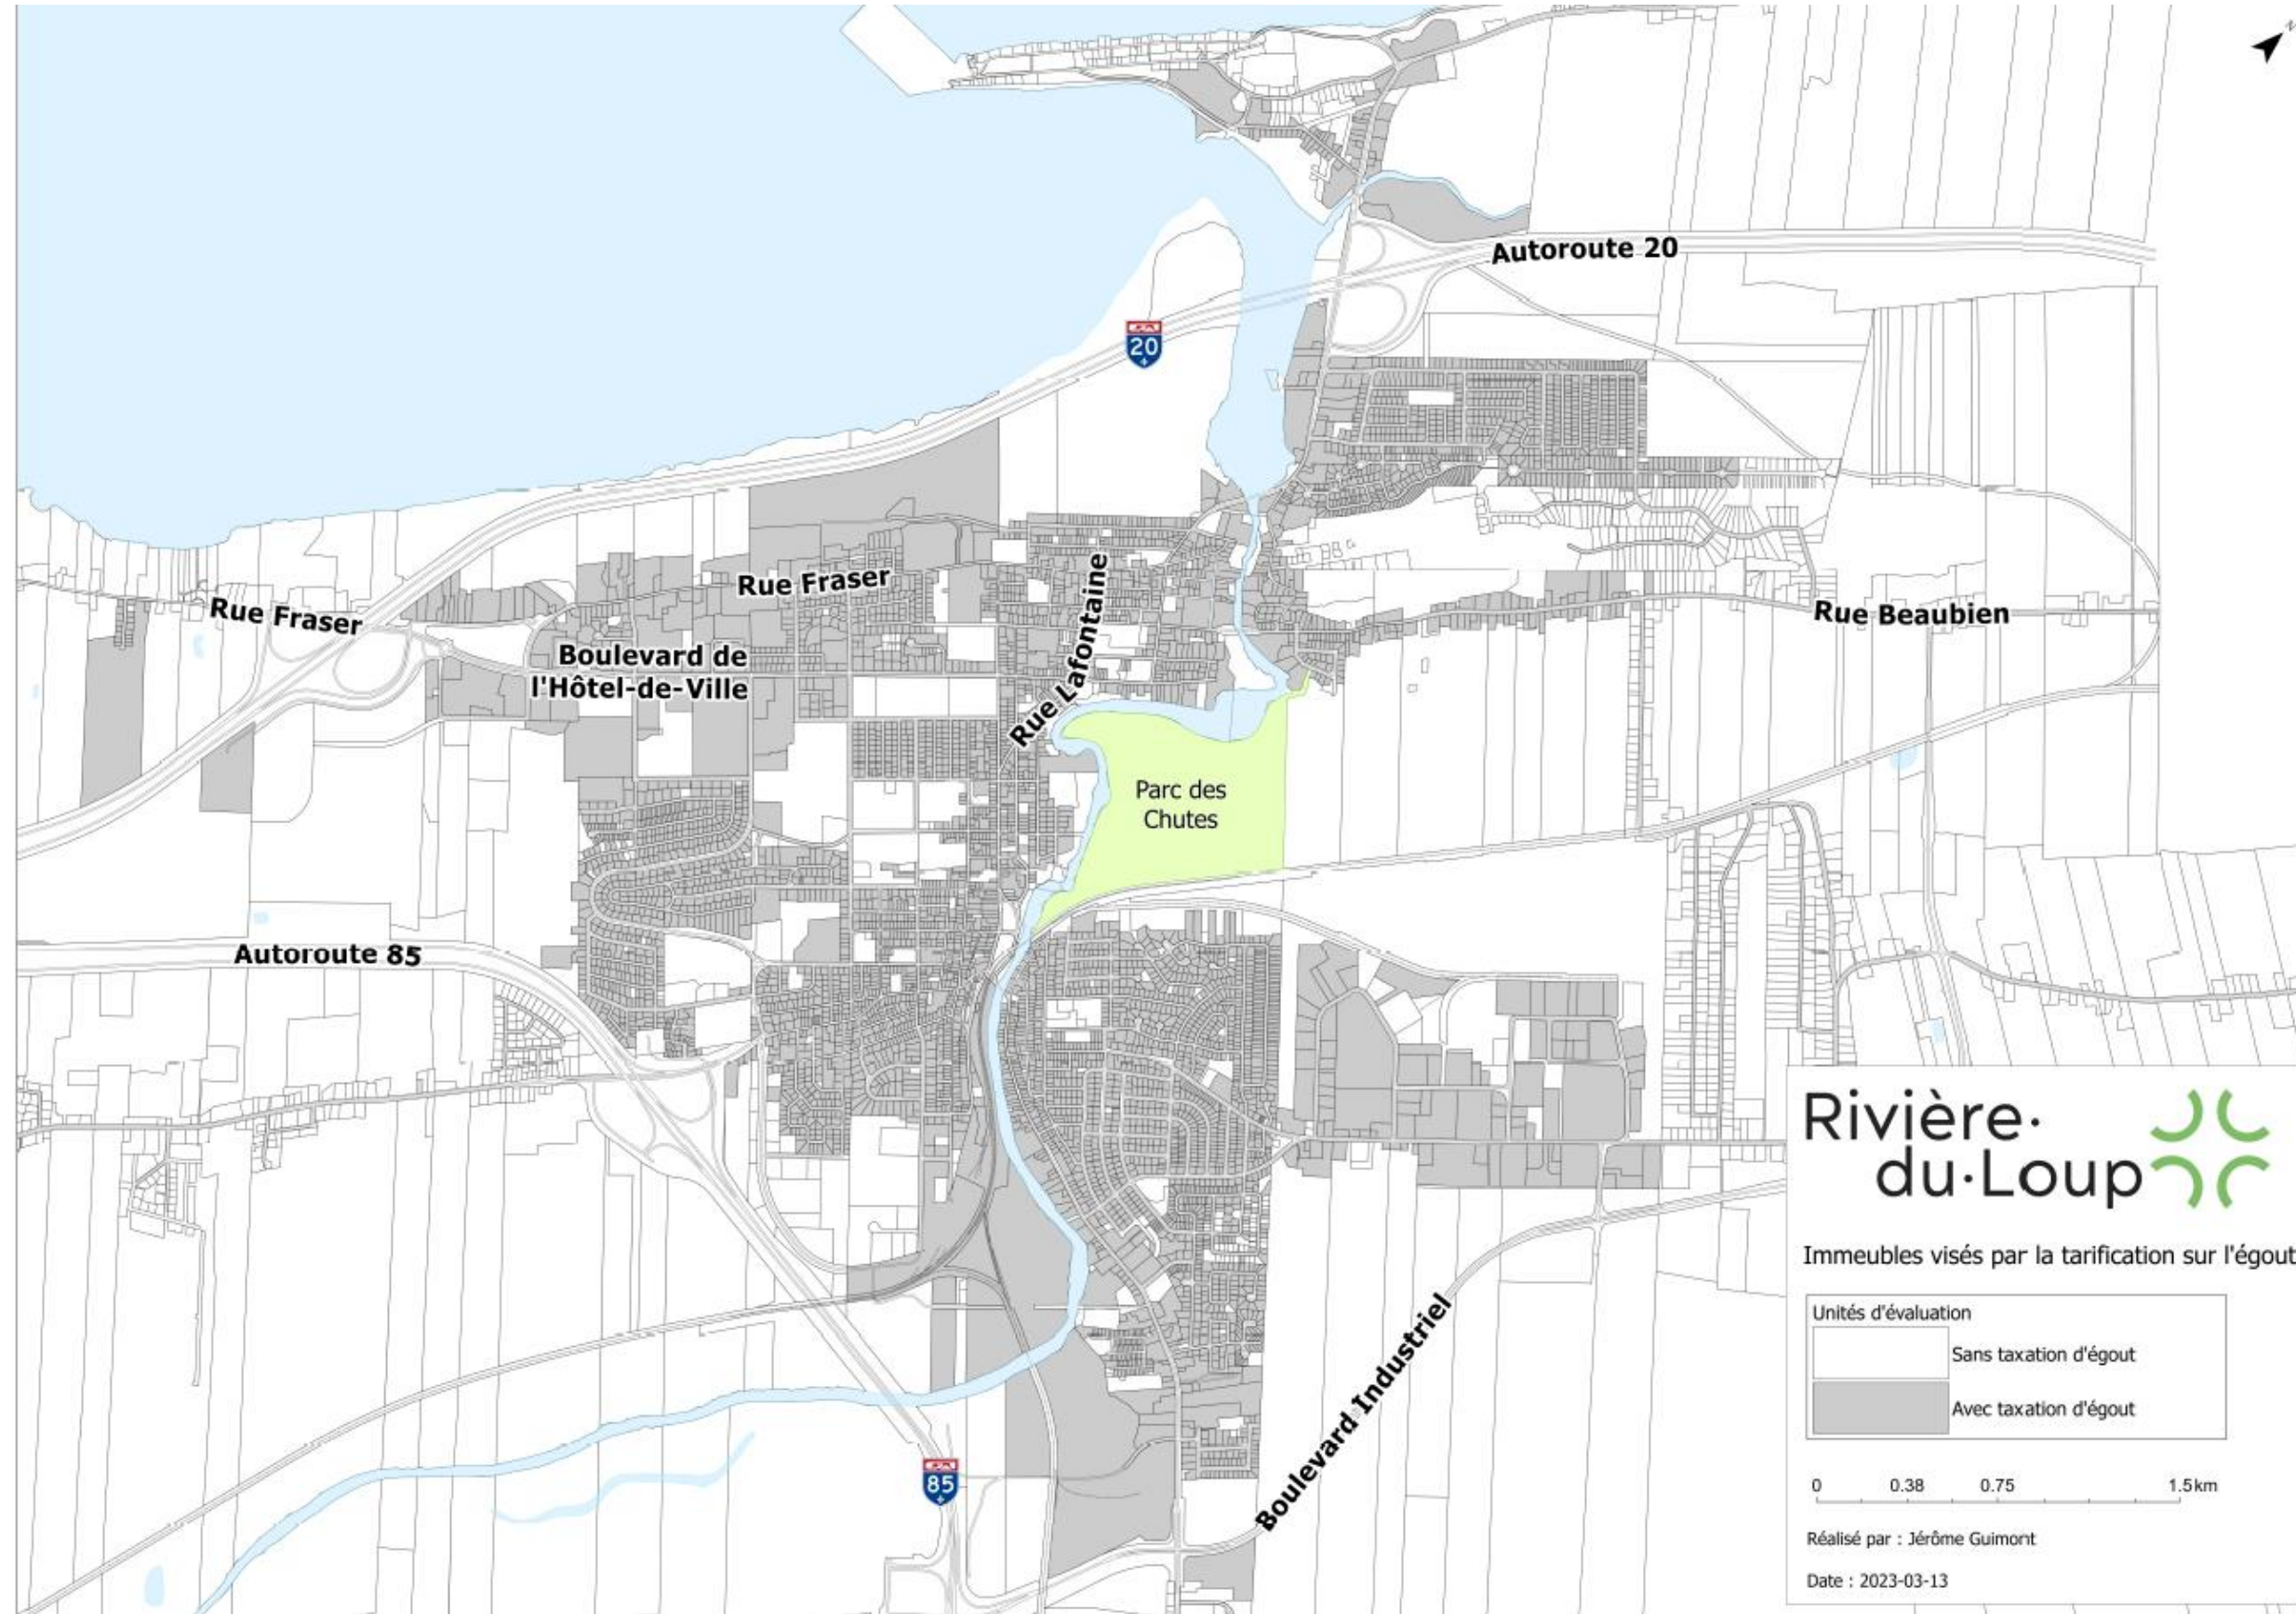 N
Autoroute 20
20
Rue Fraser
Rue Fraser
Boulevard de
l'Hôtel-de-Ville
Rue Lafontaine
Rue Beaubien
Parc des
Chutes
Autoroute 85
85
Boulevard Industriel
Rivière·
du·Loup
Immeubles visés par la tarification sur l'égout
Unités d'évaluation
Sans taxation d'égout
Avec taxation d'égout
0 0.38 0.75 1.5 km
Réalisé par : Jérôme Guimont
Date : 2023-03-13